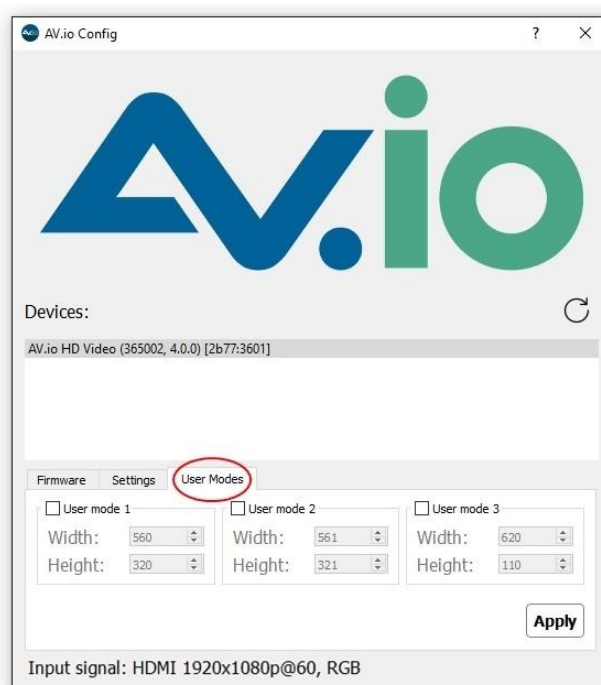 AV.io Config ?
AV.io
Devices:
AV.io HD Video (365002, 4.0.0) [2b77:3601]
Firmware Settings User Modes
User mode 1 User mode 2 User mode 3
Width: 560 Width: 561 Width: 620
Height: 320 Height: 321 Height: 110
Apply
Input signal: HDMI 1920x1080p@60, RGB